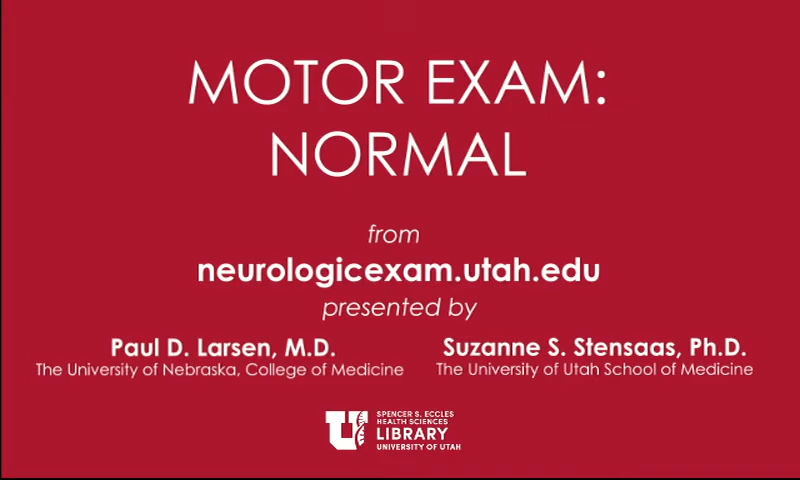 MOTOR EXAM:
NORMAL
from
neurologicexam.utah.edu
presented by
Paul D. Larsen, M.D.
The University of Nebraska, College of Medicine
Suzanne S. Stensaas, Ph.D.
The University of Utah School of Medicine
U
SPENCER S. ECCLES
HEALTH SCIENCES
LIBRARY
UNIVERSITY OF UTAH